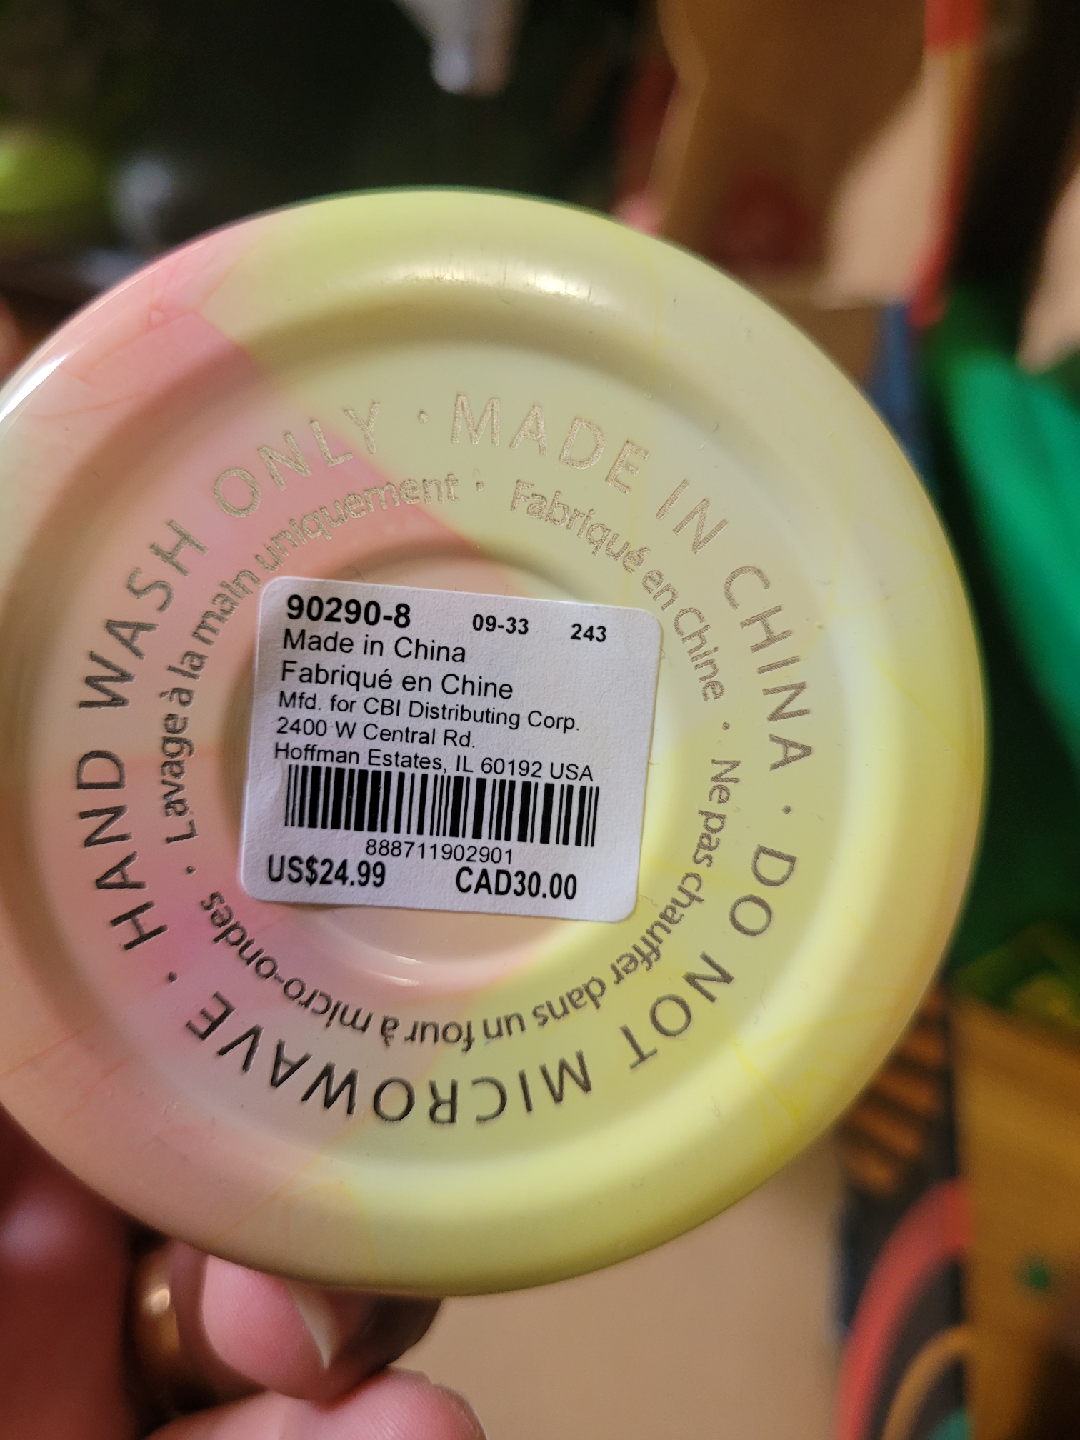 HAND WASH ONLY · MADE IN CHINA · DO NOT MICROWAVE ·
Lavage à la main uniquement · Fabriqué en Chine · Ne pas chauffer dans un four à micro-ondes ·
90290-8 09-33 243
Made in China
Fabriqué en Chine
Mfd. for CBI Distributing Corp.
2400 W Central Rd.
Hoffman Estates, IL 60192 USA
888711902901
US$24.99 CAD30.00